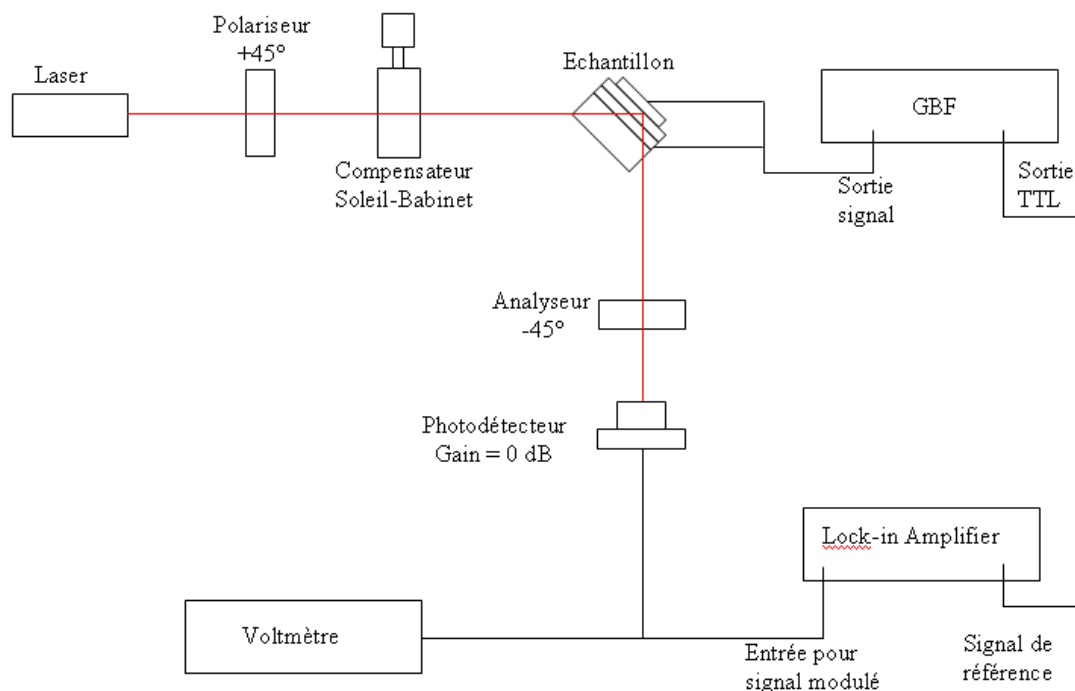 Polariseur
+45°
Laser
Echantillon
GBF
Compensateur
Soleil-Babinet
Sortie
signal
Sortie
TTL
Analyseur
-45°
Photodétecteur
Gain = 0 dB
Lock-in Amplifier
Voltmètre
Entrée pour
signal modulé
Signal de
référence